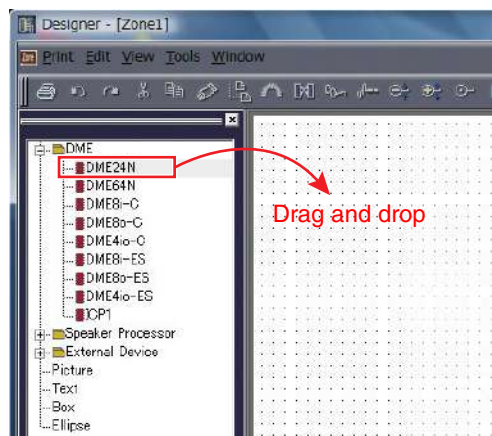 Designer - [Zone1]
Print Edit View Tools Window
DME
DME24N
DME64N
DME8i-C
DME8o-C
DME4io-C
DME8i-ES
DME8o-ES
DME4io-ES
ICP1
Speaker Processor
External Device
Picture
Text
Box
Ellipse
Drag and drop